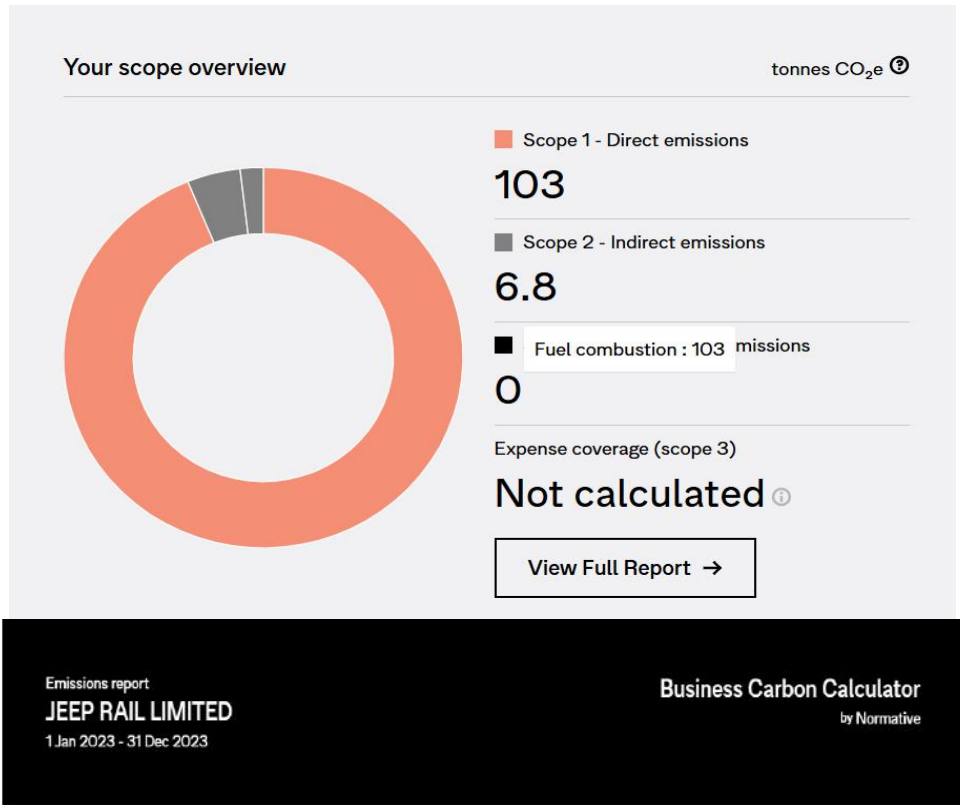 Your scope overview
tonnes CO₂e ?
Scope 1 - Direct emissions
103
Scope 2 - Indirect emissions
6.8
Fuel combustion : 103 missions
0
Expense coverage (scope 3)
Not calculated
View Full Report →
Emissions report
JEEP RAIL LIMITED
1 Jan 2023 - 31 Dec 2023
Business Carbon Calculator
by Normative